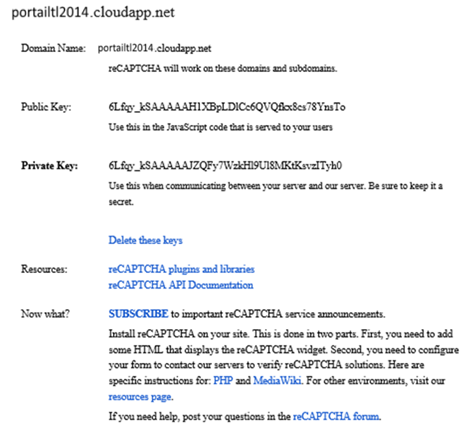 portailtl2014.cloudapp.net
Domain Name: portailtl2014.cloudapp.net
reCAPTCHA will work on these domains and subdomains.
Public Key: 6Lfqy_kSAAAAAH1XBpLDlCc6QVQfkx8cs78YnsTo
Use this in the JavaScript code that is served to your users
Private Key: 6Lfqy_kSAAAAAJZQFy7WzkHl9Ul8MKtKsvzITyh0
Use this when communicating between your server and our server. Be sure to keep it a
secret.
Delete these keys
Resources: reCAPTCHA plugins and libraries
reCAPTCHA API Documentation
Now what? SUBSCRIBE to important reCAPTCHA service announcements.
Install reCAPTCHA on your site. This is done in two parts. First, you need to add
some HTML that displays the reCAPTCHA widget. Second, you need to configure
your form to contact our servers to verify reCAPTCHA solutions. Here are
specific instructions for: PHP and MediaWiki. For other environments, visit our
resources page.
If you need help, post your questions in the reCAPTCHA forum.